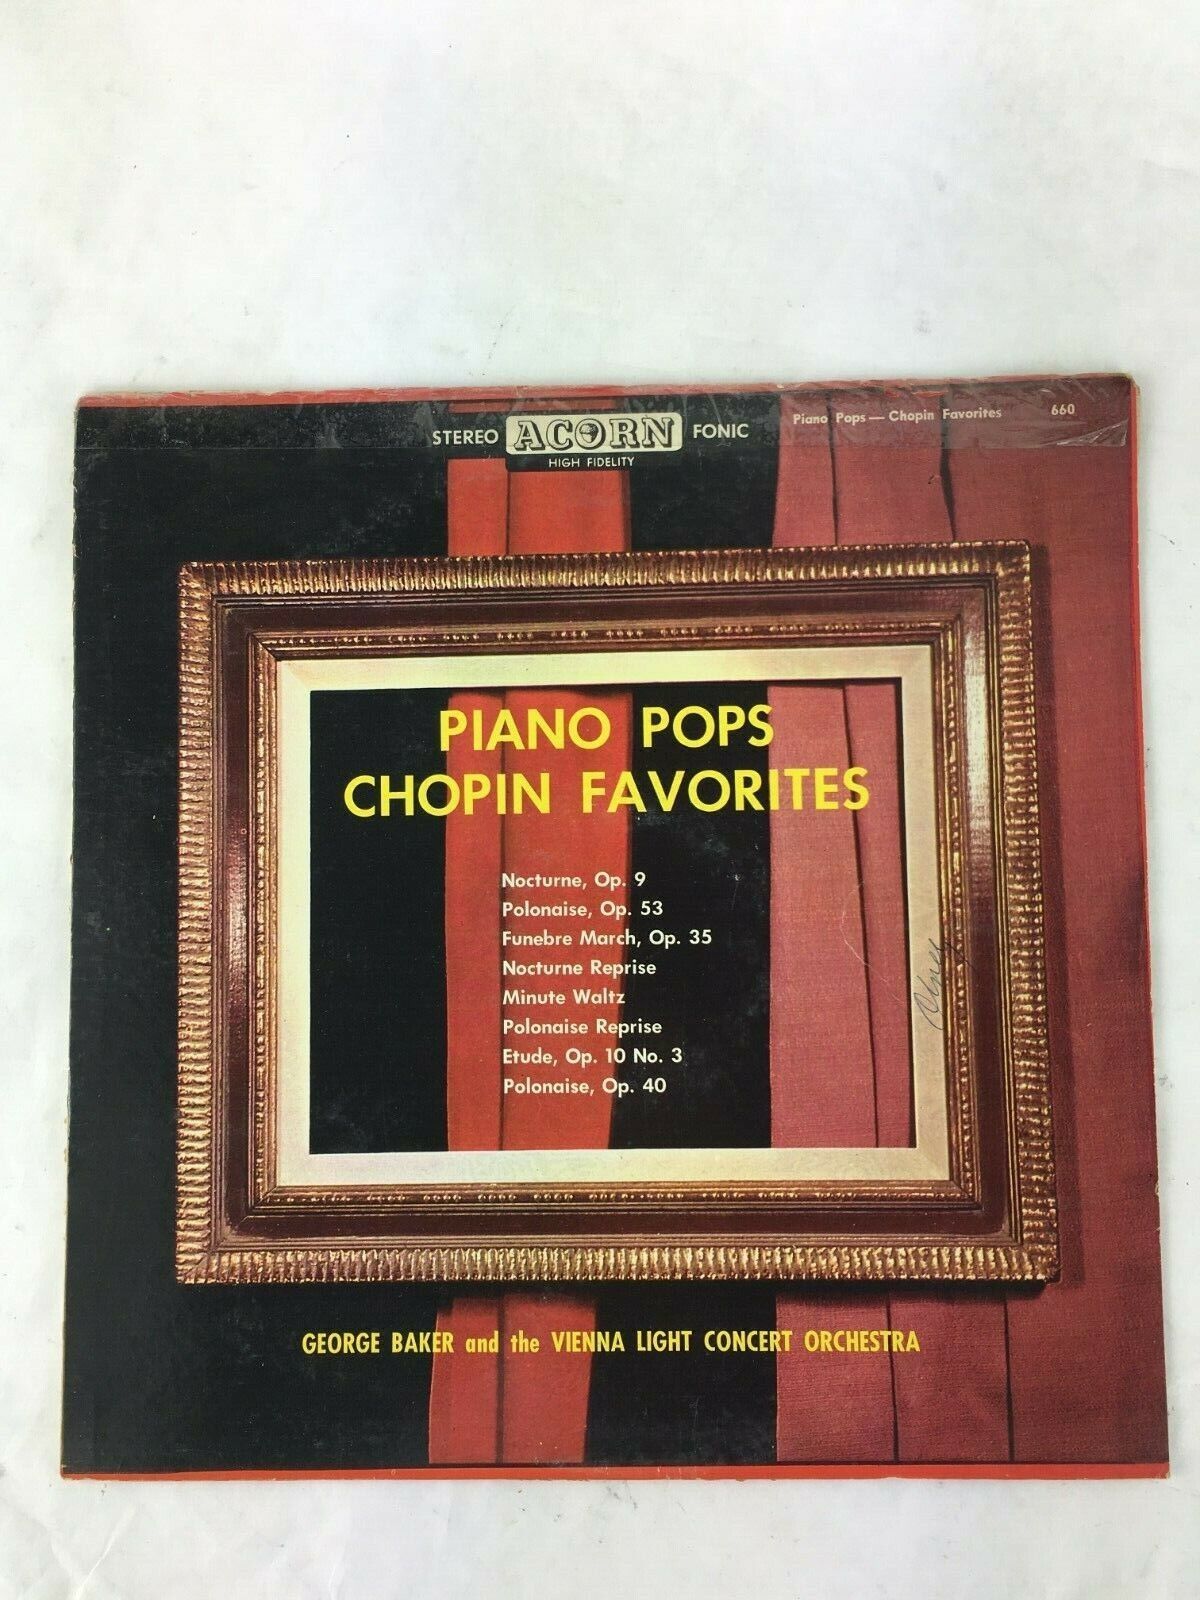 STEREO ACORN FONIC
HIGH FIDELITY
Piano Pops — Chopin Favorites 660
PIANO POPS
CHOPIN FAVORITES
Nocturne, Op. 9
Polonaise, Op. 53
Funebre March, Op. 35
Nocturne Reprise
Minute Waltz
Polonaise Reprise
Etude, Op. 10 No. 3
Polonaise, Op. 40
GEORGE BAKER and the VIENNA LIGHT CONCERT ORCHESTRA